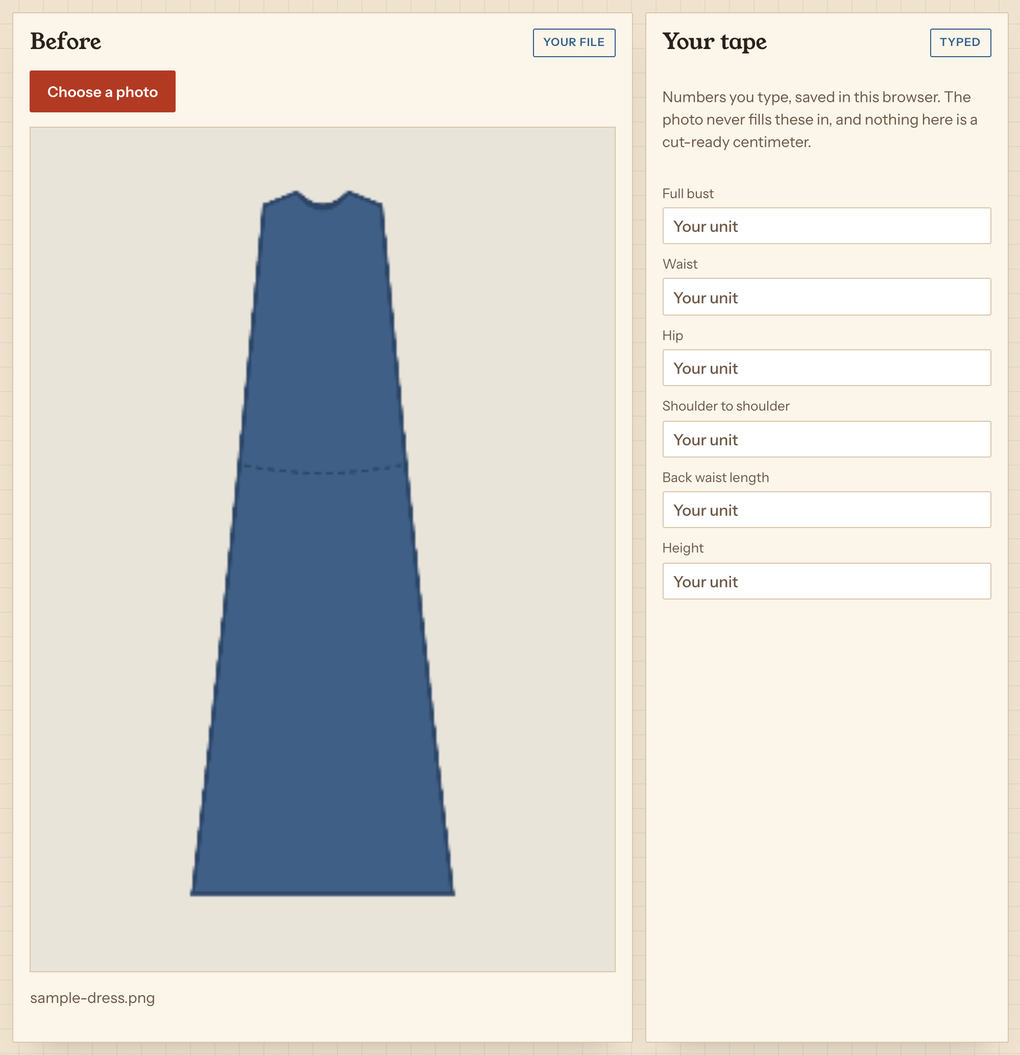 Before
YOUR FILE
Choose a photo
sample-dress.png
Your tape
TYPED
Numbers you type, saved in this browser. The
photo never fills these in, and nothing here is a
cut-ready centimeter.
Full bust
Your unit
Waist
Your unit
Hip
Your unit
Shoulder to shoulder
Your unit
Back waist length
Your unit
Height
Your unit